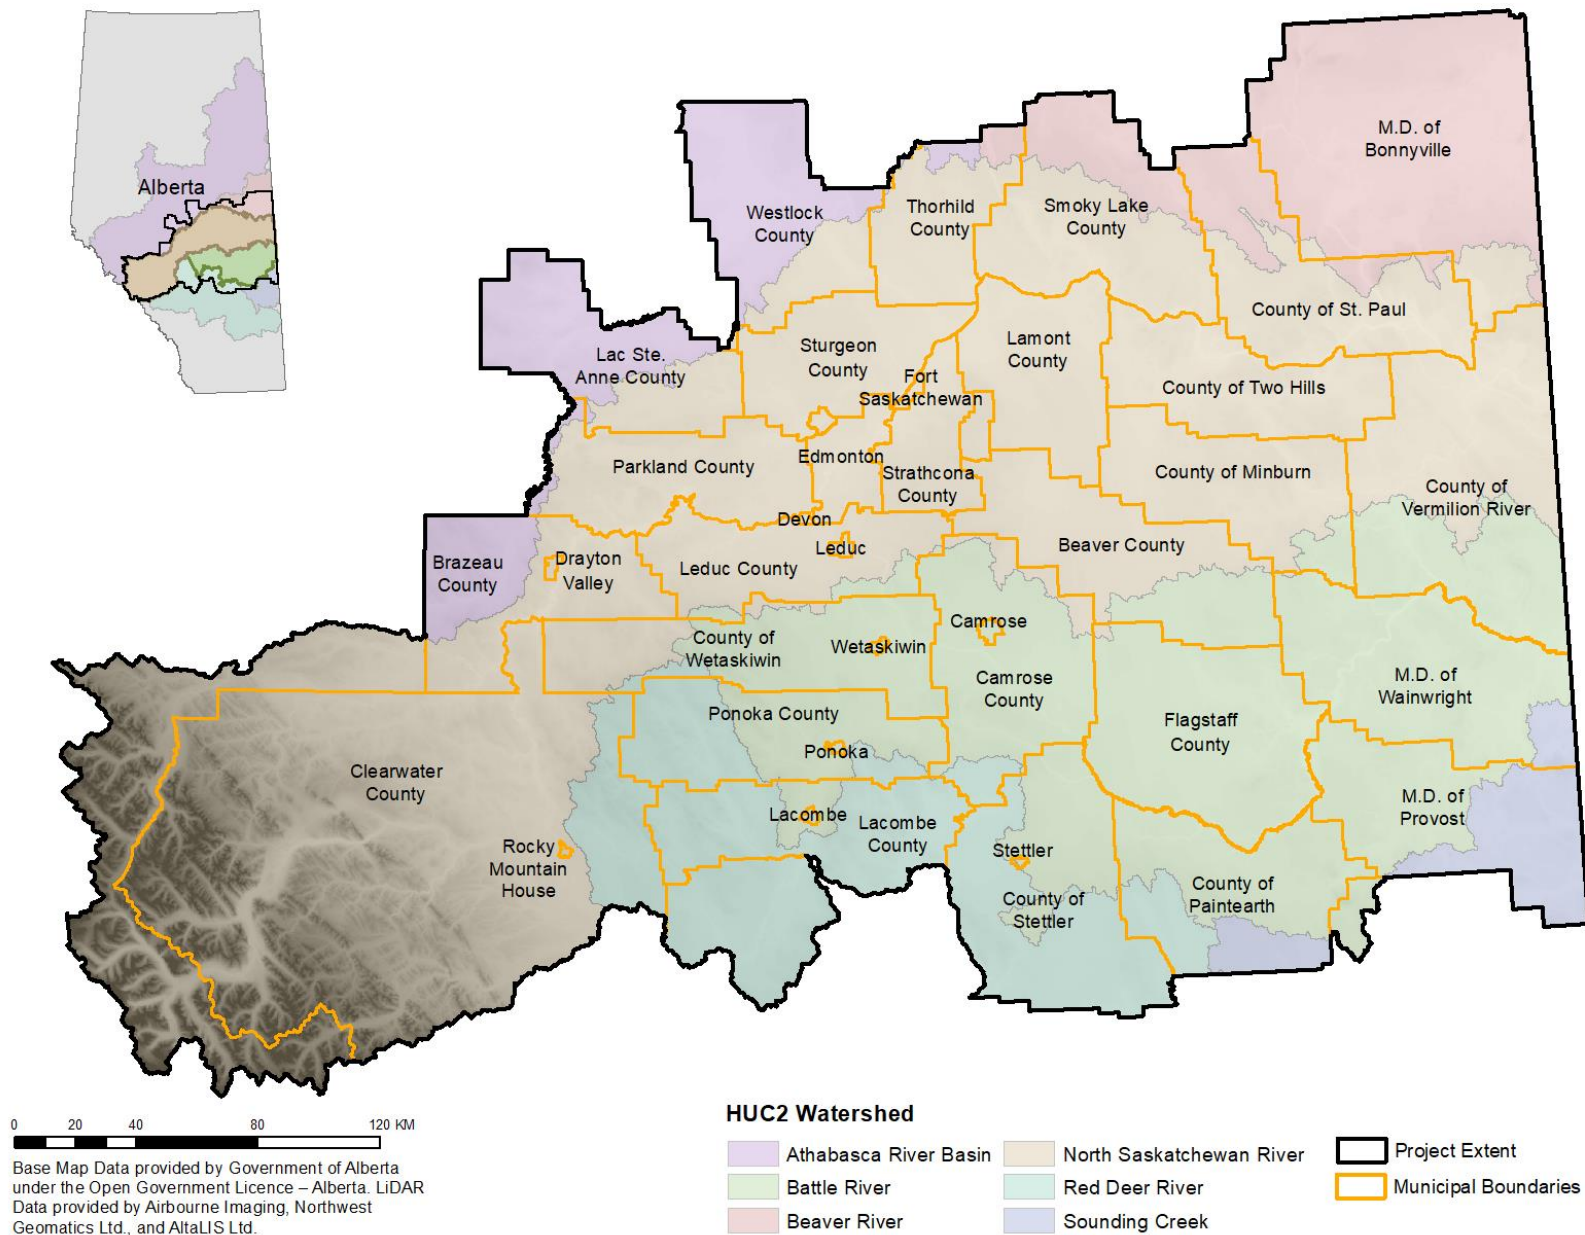 Alberta
M.D. of
Bonnyville
Westlock
County
Thorhild
County
Smoky Lake
County
County of St. Paul
Lac Ste.
Anne County
Sturgeon
County
Lamont
County
Fort
Saskatchewan
County of Two Hills
Parkland County
Edmonton
Strathcona
County
County of Minburn
County of
Vermilion River
Devon
Leduc
Beaver County
Brazeau
County
Drayton
Valley
Leduc County
County of
Wetaskiwin
Wetaskiwin
Camrose
Camrose
County
M.D. of
Wainwright
Ponoka County
Ponoka
Flagstaff
County
Clearwater
County
M.D. of
Provost
Lacombe
Lacombe
County
Rocky
Mountain
House
Stettler
County of
Stettler
County of
Paintearth
0 20 40 80 120 KM
Base Map Data provided by Government of Alberta
under the Open Government Licence – Alberta. LiDAR
Data provided by Airbourne Imaging, Northwest
Geomatics Ltd., and AltaLIS Ltd.
HUC2 Watershed
Athabasca River Basin
Battle River
Beaver River
North Saskatchewan River
Red Deer River
Sounding Creek
Project Extent
Municipal Boundaries